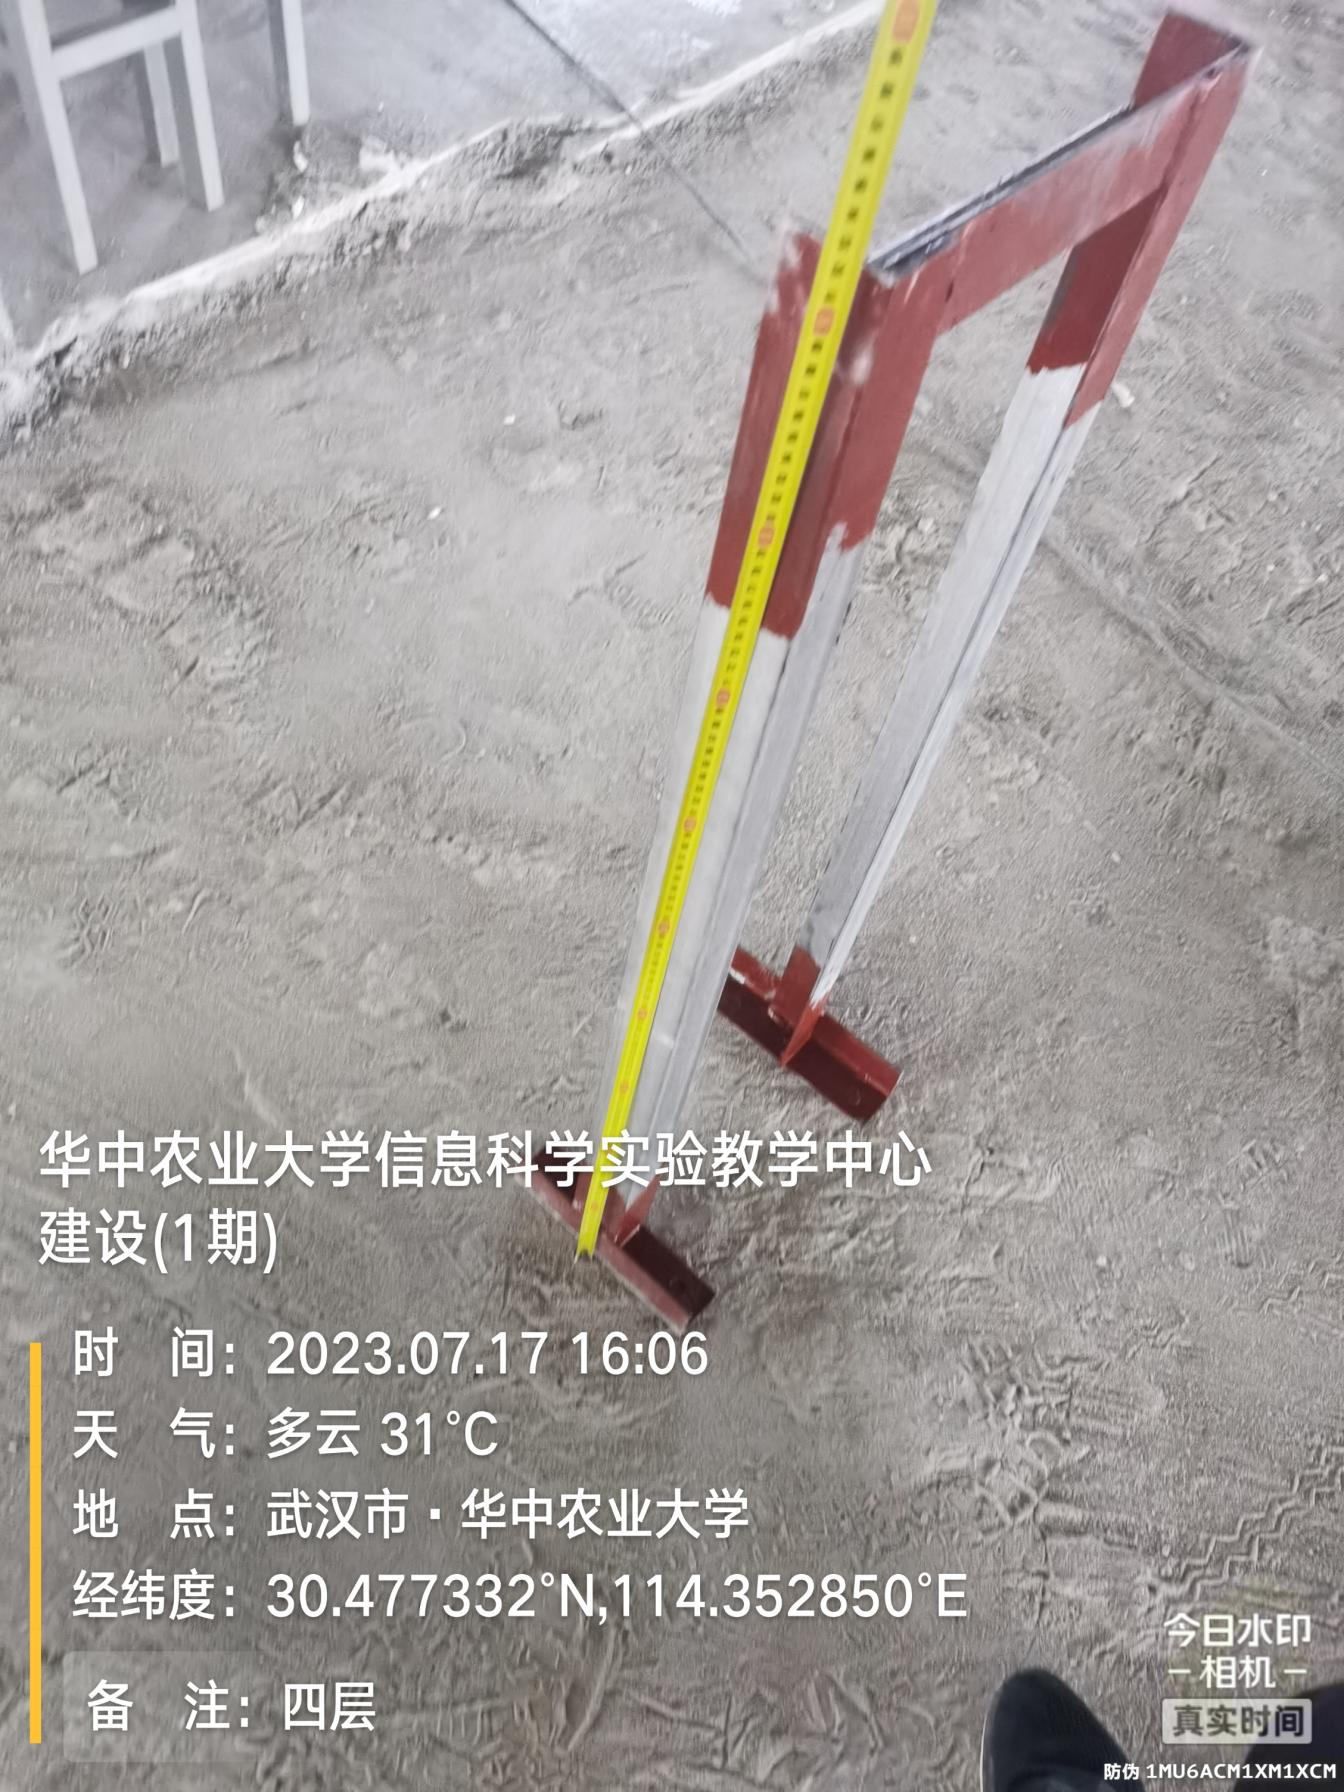 华中农业大学信息科学实验教学中心
建设(1期)
时 间：2023.07.17 16:06
天 气：多云 31°C
地 点：武汉市·华中农业大学
经纬度：30.477332°N,114.352850°E
备 注：四层
今日水印
相机
真实时间
防伪 1MU6ACM1XM1XCM